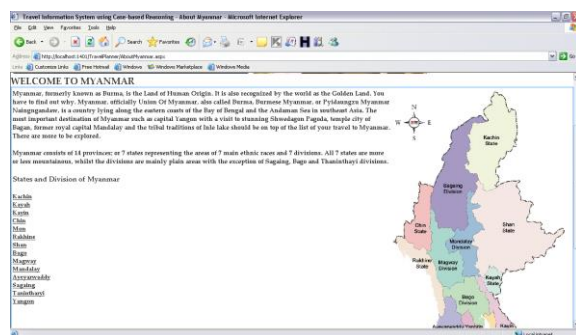 Travel Information System using Case-based Reasoning - About Myanmar - Microsoft Internet Explorer
File Edit View Favorites Tools Help
Back Search Favorites
Address http://localhost:1401/TravelPlanner/AboutMyanmar.aspx Go
Links Customize Links Free Hotmail Windows Windows Marketplace Windows Media
WELCOME TO MYANMAR
Myanmar, formerly known as Burma, is the Land of Human Origin. It is also recognized by the world as the Golden Land. You
have to find out why. Myanmar, officially Union Of Myanmar, also called Burma, Burmese Myanmar, or Pyidaungzu Myanmar
Naingngandaw, is a country lying along the eastern coasts of the Bay of Bengal and the Andaman Sea in southeast Asia. The
most important destination of Myanmar such as capital Yangon with a visit to stunning Shwedagon Pagoda, temple city of
Bagan, former royal capital Mandalay and the tribal traditions of Inle lake should be on top of the list of your travel to Myanmar.
There are more to be explored.
Myanmar consists of 14 provinces; or 7 states representing the areas of 7 main ethnic races and 7 divisions. All 7 states are more
or less mountainous, whilst the divisions are mainly plain areas with the exception of Sagaing, Bago and Thaninthayi divisions.
States and Division of Myanmar
Kachin
Kayah
Kayin
Chin
Mon
Rakhine
Shan
Bago
Magway
Mandalay
Ayeyarwaddy
Sagaing
Tanintharyi
Yangon
N
W E
S
Kachin
State
Sagaing
Division
Chin
State
Shan
State
Mandalay
Division
Rakhine
State
Magway
Division
Kayah
State
Bago
Division
Local intranet